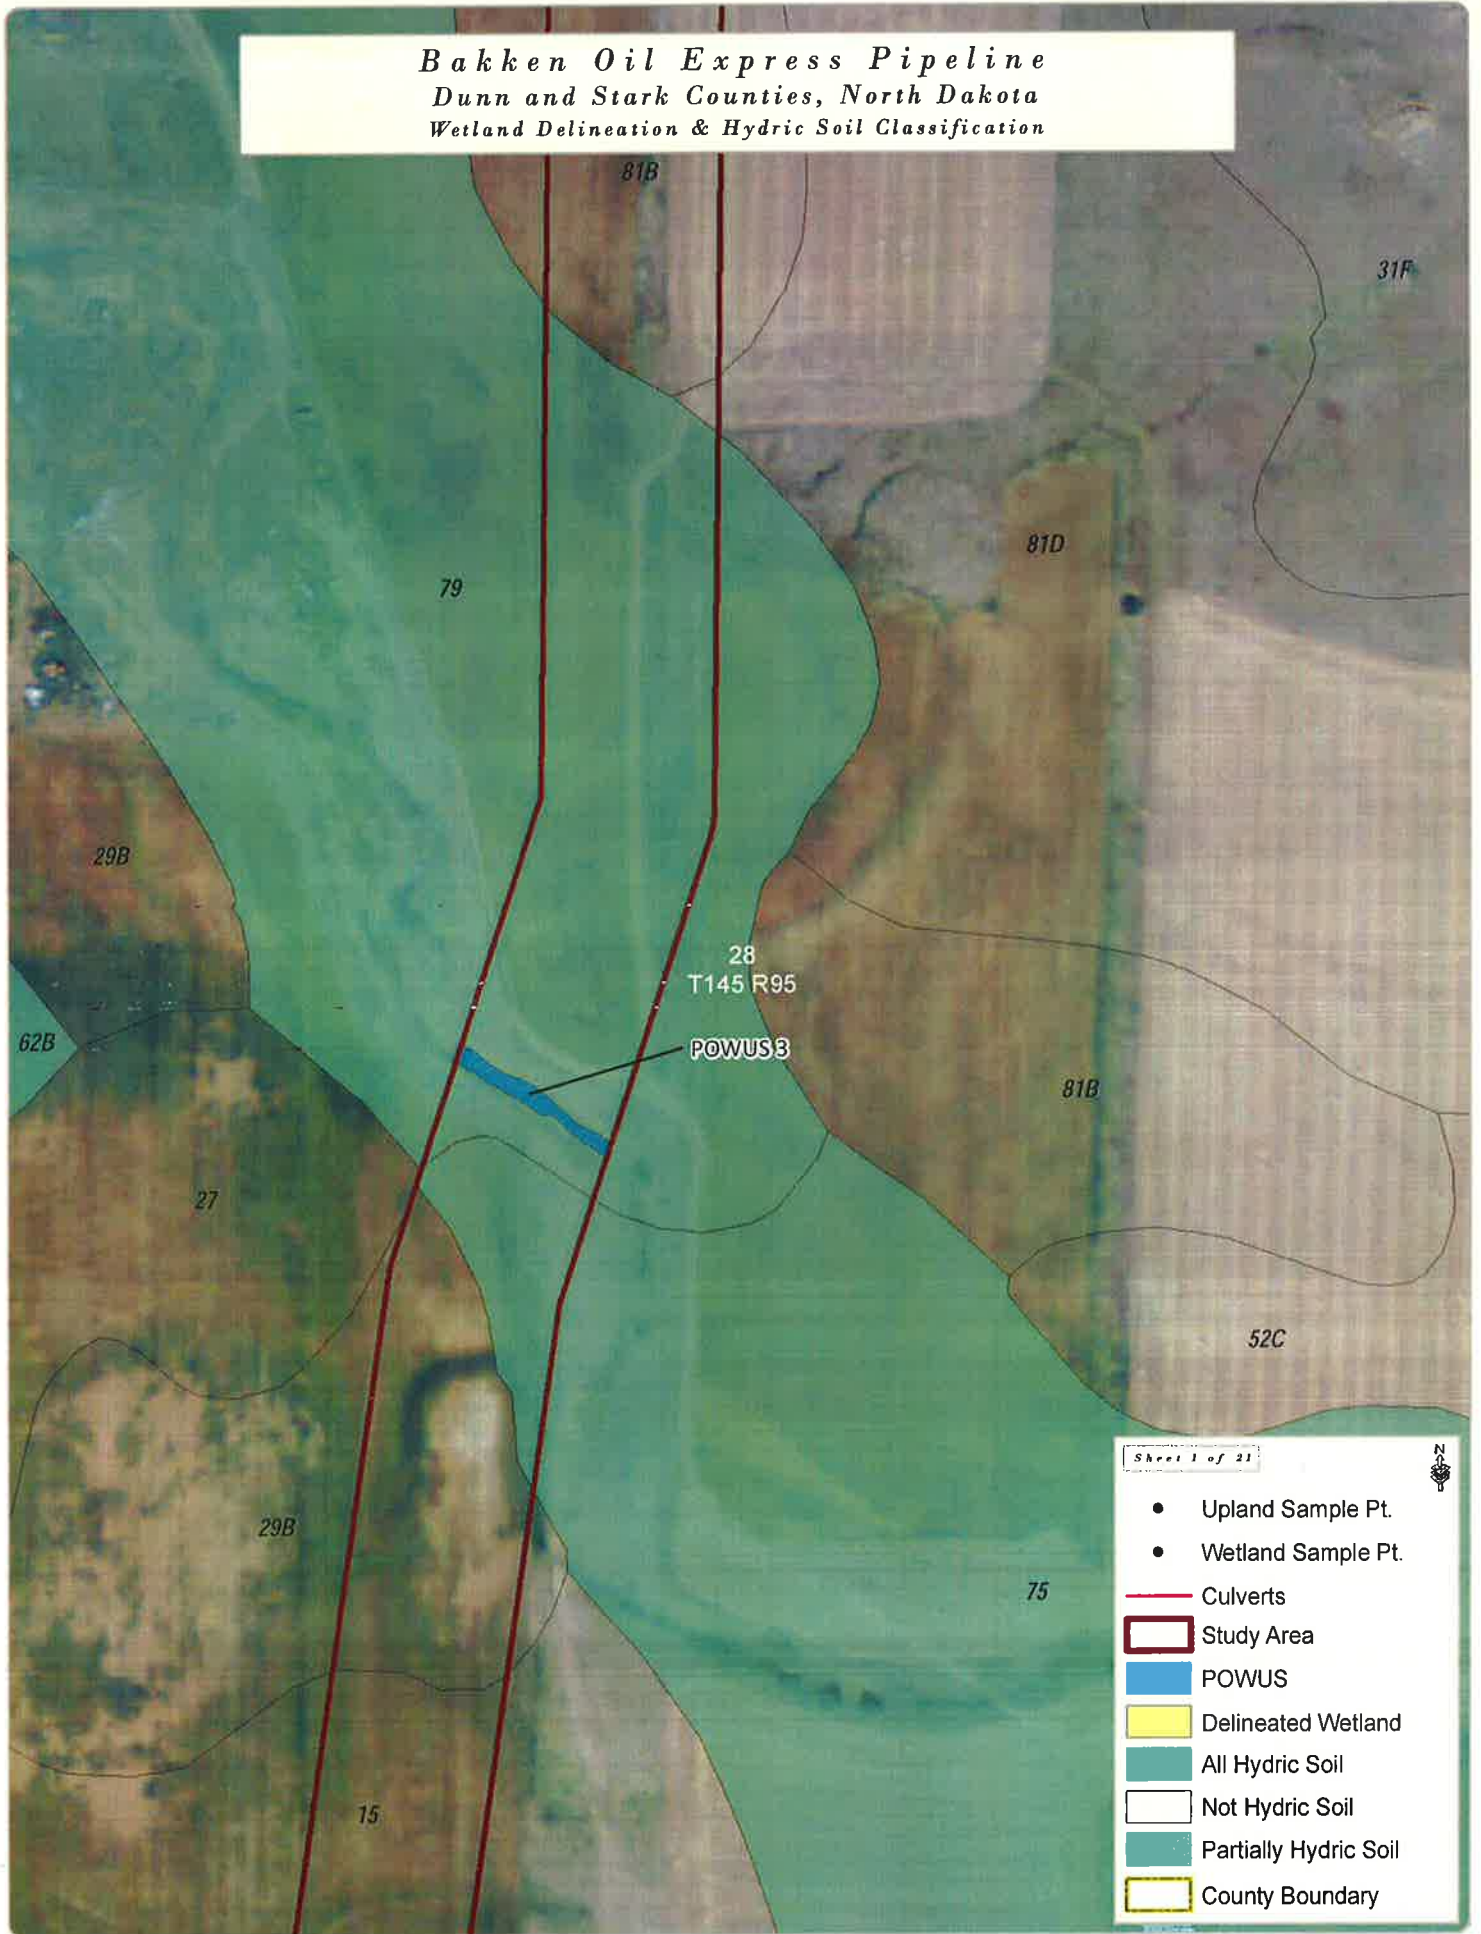 Bakken Oil Express Pipeline
Dunn and Stark Counties, North Dakota
Wetland Delineation & Hydric Soil Classification
81B
31F
81D
79
29B
28
T145 R95
62B
POWUS 3
81B
27
52C
29B
75
15
Sheet 1 of 21
N
Upland Sample Pt.
Wetland Sample Pt.
Culverts
Study Area
POWUS
Delineated Wetland
All Hydric Soil
Not Hydric Soil
Partially Hydric Soil
County Boundary